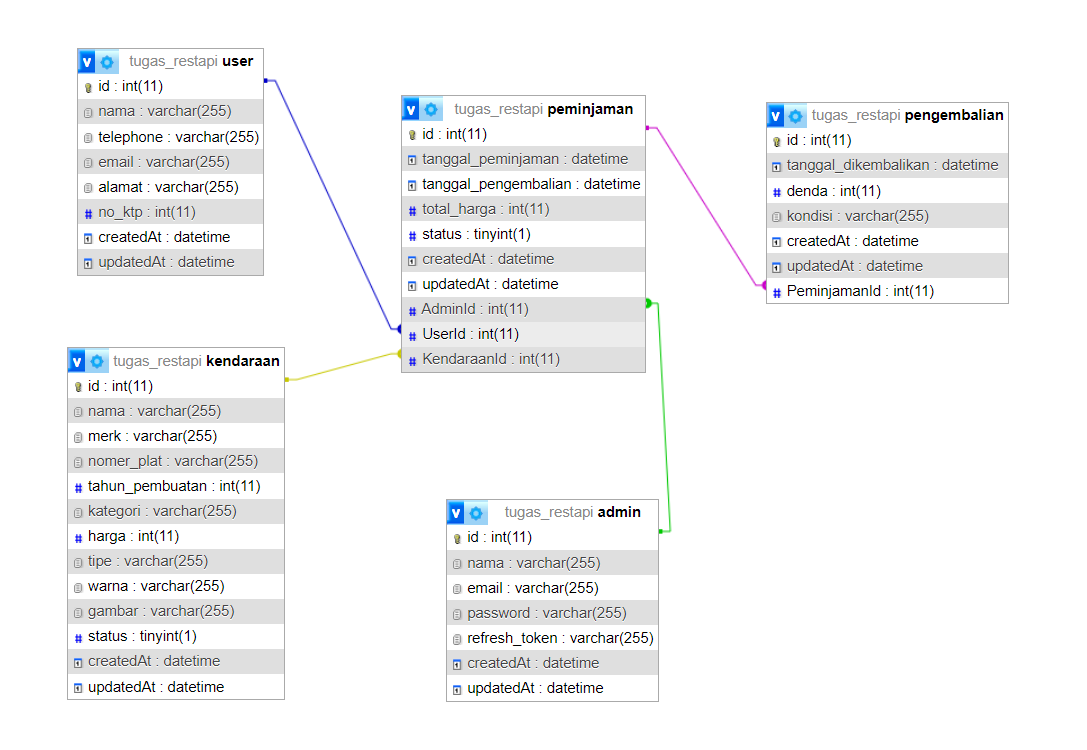 tugas_restapi user
id : int(11)
nama : varchar(255)
telephone : varchar(255)
email : varchar(255)
alamat : varchar(255)
no_ktp : int(11)
createdAt : datetime
updatedAt : datetime
tugas_restapi peminjaman
id : int(11)
tanggal_peminjaman : datetime
tanggal_pengembalian : datetime
total_harga : int(11)
status : tinyint(1)
createdAt : datetime
updatedAt : datetime
AdminId : int(11)
UserId : int(11)
KendaraanId : int(11)
tugas_restapi pengembalian
id : int(11)
tanggal_dikembalikan : datetime
denda : int(11)
kondisi : varchar(255)
createdAt : datetime
updatedAt : datetime
PeminjamanId : int(11)
tugas_restapi kendaraan
id : int(11)
nama : varchar(255)
merk : varchar(255)
nomer_plat : varchar(255)
tahun_pembuatan : int(11)
kategori : varchar(255)
harga : int(11)
tipe : varchar(255)
warna : varchar(255)
gambar : varchar(255)
status : tinyint(1)
createdAt : datetime
updatedAt : datetime
tugas_restapi admin
id : int(11)
nama : varchar(255)
email : varchar(255)
password : varchar(255)
refresh_token : varchar(255)
createdAt : datetime
updatedAt : datetime